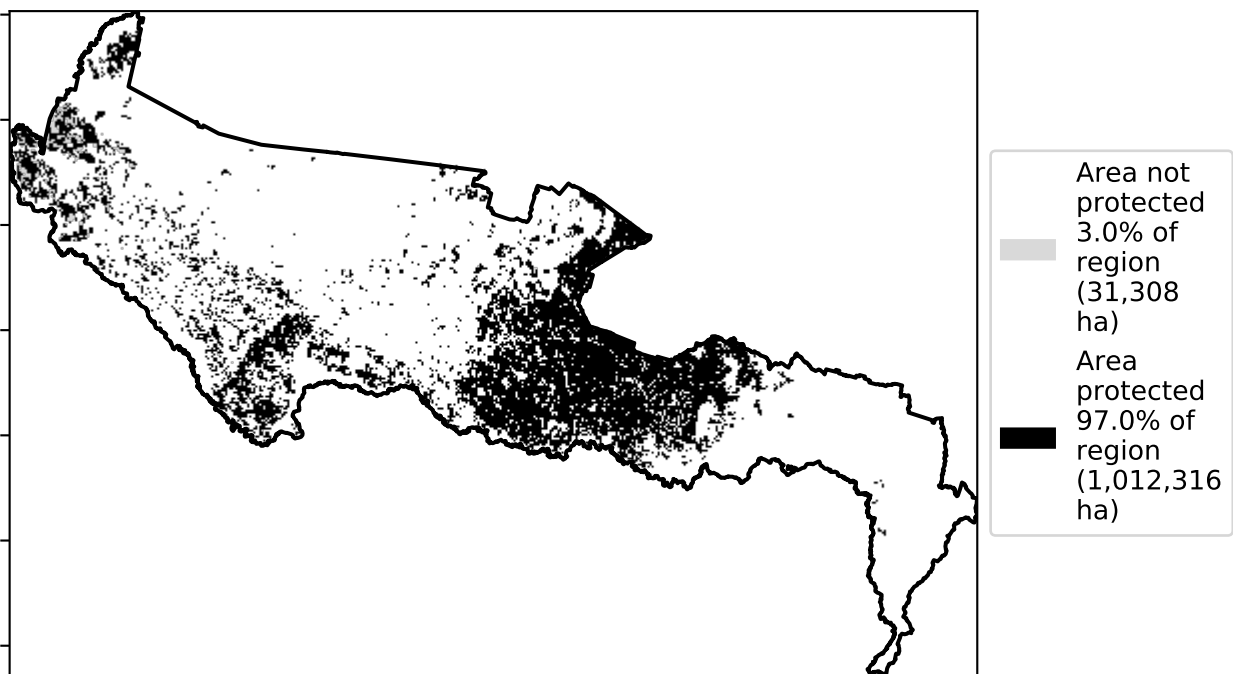 Area not
protected
3.0% of
region
(31,308
ha)
Area
protected
97.0% of
region
(1,012,316
ha)